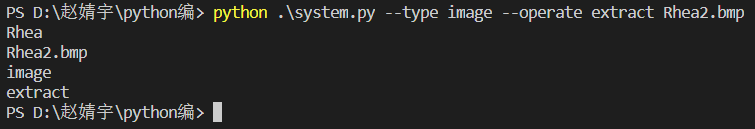 PS D:\赵婧宇\python编> python .\system.py --type image --operate extract Rhea2.bmp
Rhea
Rhea2.bmp
image
extract
PS D:\赵婧宇\python编>